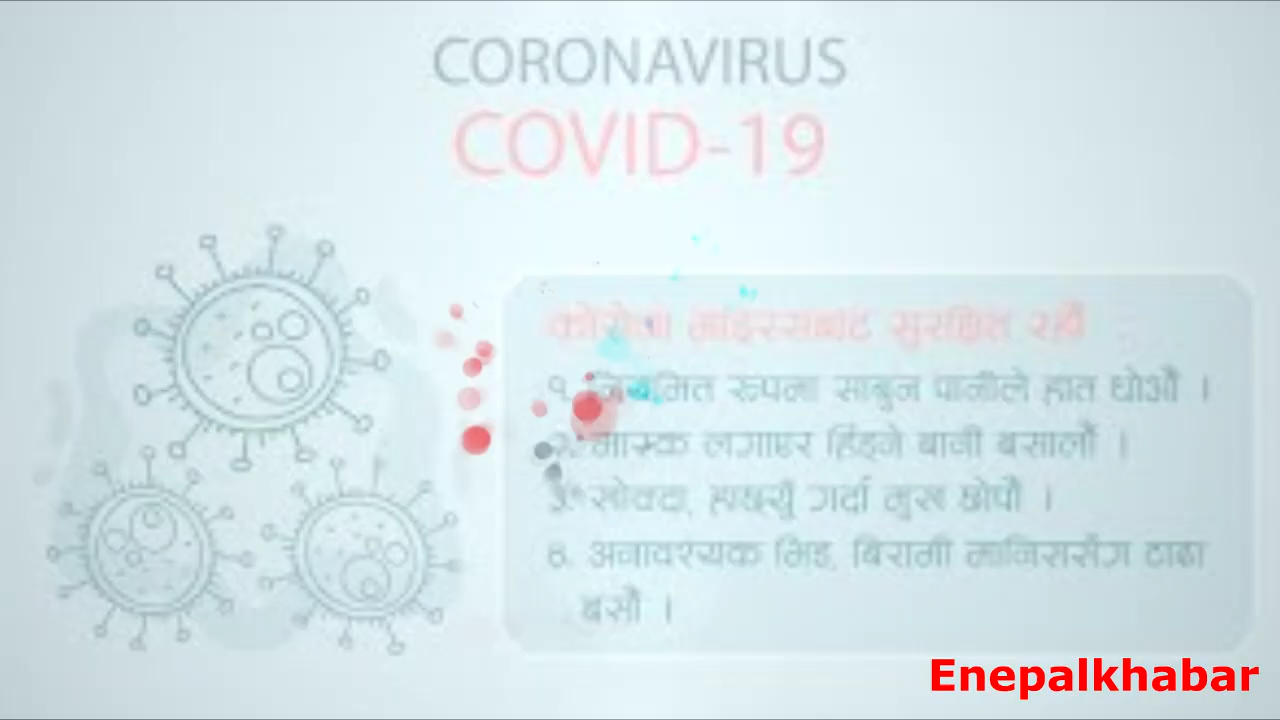 CORONAVIRUS
COVID-19
कोरोना भाइरसबाट सुरक्षित रहौं
१. नियमित रुपमा साबुन पानीले हात धोऔं ।
२. मास्क लगाएर हिंड्ने बानी बसालौं ।
३. खोक्दा, हाछ्यूँ गर्दा मुख छोपौं ।
४. अनावश्यक भिड, बिरामी मानिससँग टाढा
बसौं ।
Enepalkhabar